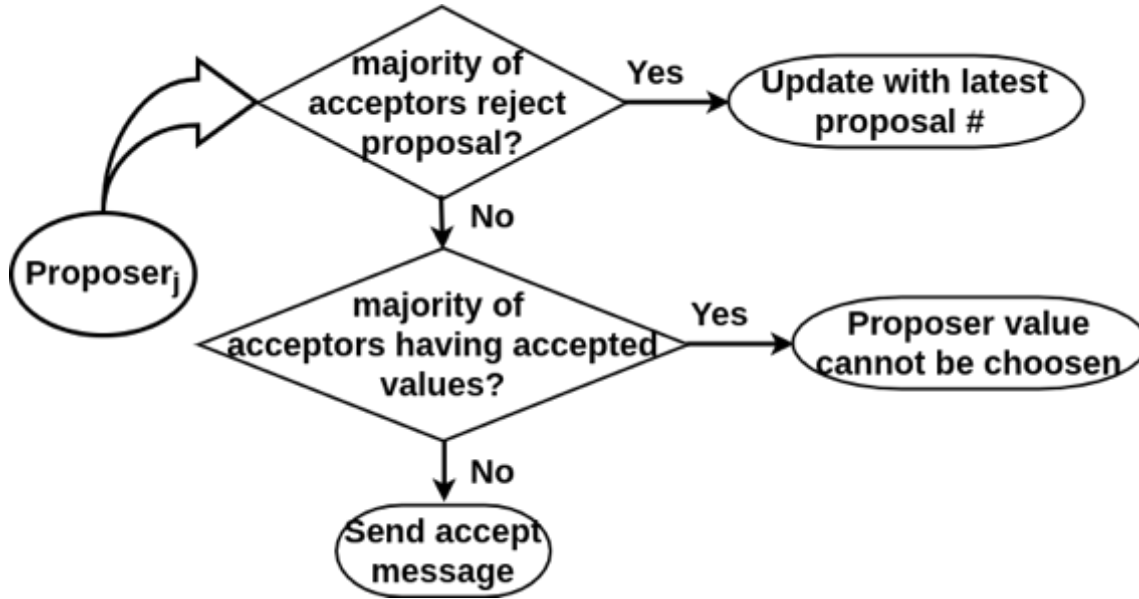 majority of
acceptors reject
proposal?
Yes
Update with latest
proposal #
No
Proposerj
majority of
acceptors having accepted
values?
Yes
Proposer value
cannot be choosen
No
Send accept
message